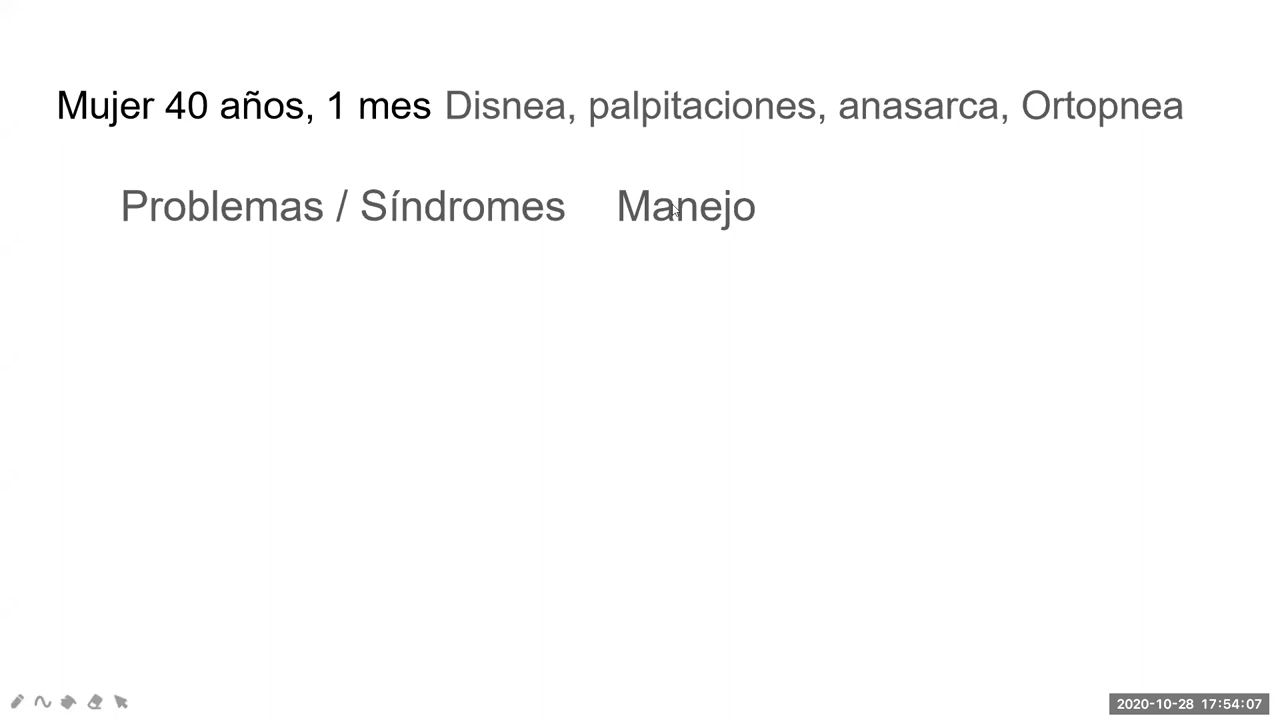 Mujer 40 años, 1 mes Disnea, palpitaciones, anasarca, Ortopnea
Problemas / Síndromes Manejo
2020-10-28 17:54:07